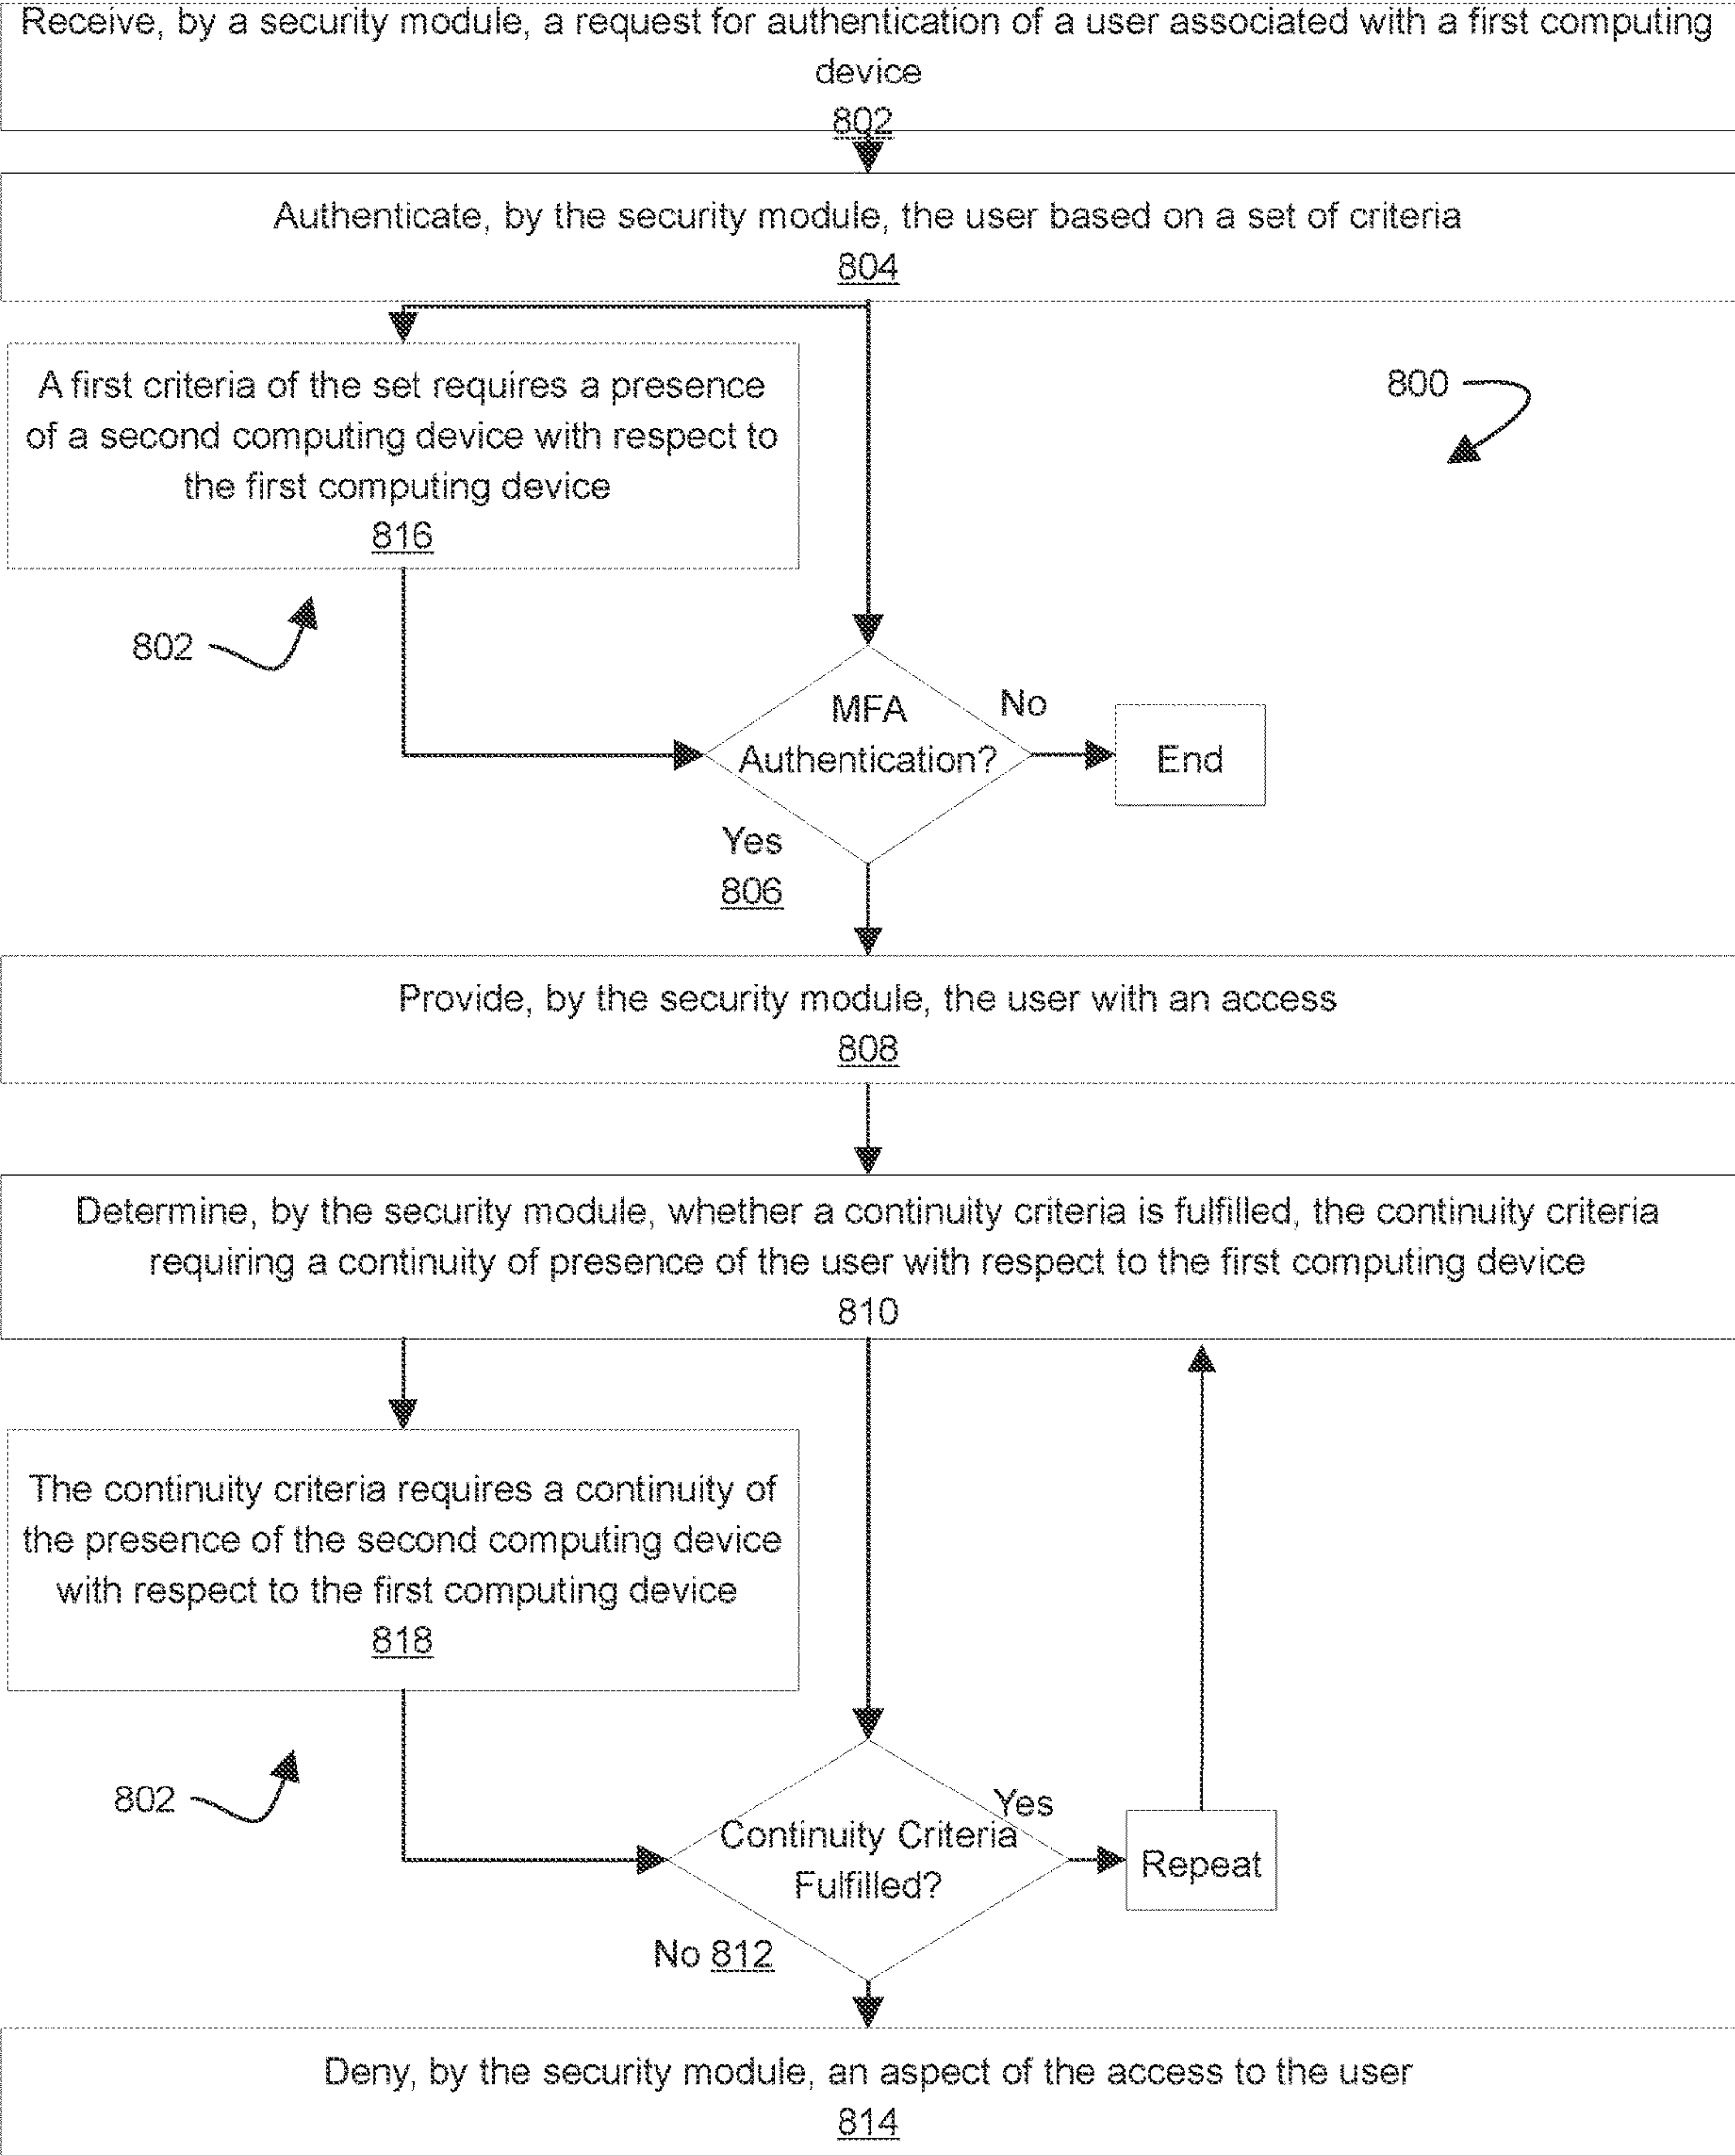 Receive, by a security module, a request for authentication of a user associated with a first computing
device
802
Authenticate, by the security module, the user based on a set of criteria
804
A first criteria of the set requires a presence
of a second computing device with respect to
the first computing device
816
800
802
MFA
Authentication?
No
End
Yes
806
Provide, by the security module, the user with an access
808
Determine, by the security module, whether a continuity criteria is fulfilled, the continuity criteria
requiring a continuity of presence of the user with respect to the first computing device
810
The continuity criteria requires a continuity of
the presence of the second computing device
with respect to the first computing device
818
802
Continuity Criteria
Fulfilled?
Yes
Repeat
No 812
Deny, by the security module, an aspect of the access to the user
814